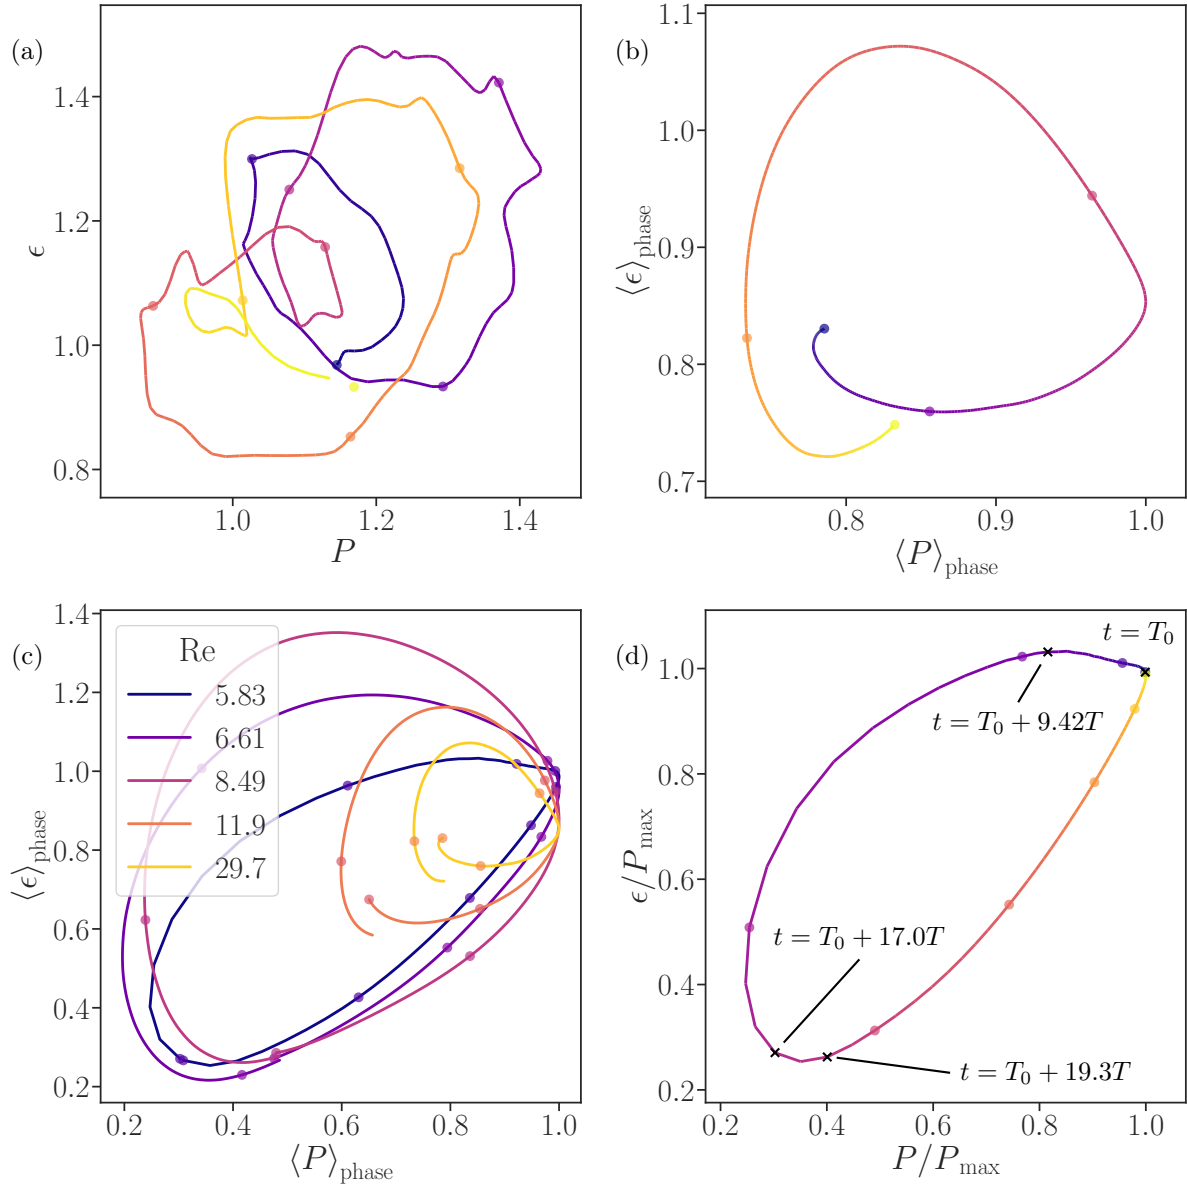 (a)
ϵ
1.4
1.2
1.0
0.8
1.0 1.2 1.4
P
(b)
⟨ϵ⟩phase
1.1
1.0
0.9
0.8
0.7
0.8 0.9 1.0
⟨P⟩phase
(c)
⟨ϵ⟩phase
1.4
1.2
1.0
0.8
0.6
0.4
0.2
Re
5.83
6.61
8.49
11.9
29.7
0.2 0.4 0.6 0.8 1.0
⟨P⟩phase
(d)
ϵ/Pmax
1.0
0.8
0.6
0.4
0.2
t = T0
t = T0 + 9.42T
t = T0 + 17.0T
t = T0 + 19.3T
0.2 0.4 0.6 0.8 1.0
P/Pmax